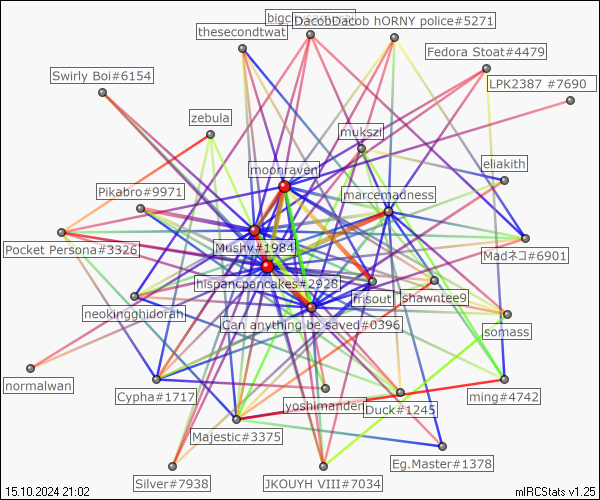 bigcitycanniver
DacobDacob hORNY police#5271
thesecondtwat
Fedora Stoat#4479
Swirly Boi#6154
LPK2387 #7690
zebula
mukszi
moonraven
eliakith
Pikabro#9971
marcemadness
Pocket Persona#3326
Mushy#1984
Madネコ#6901
hispancpancakes#2928
frisout
shawntee9
neokingghidorah
Can anything be saved#0396
somass
normalwan
Cypha#1717
yoshimanden
Duck#1245
ming#4742
Majestic#3375
Eg.Master#1378
Silver#7938
JKOUYH VIII#7034
15.10.2024 21:02
mIRCStats v1.25